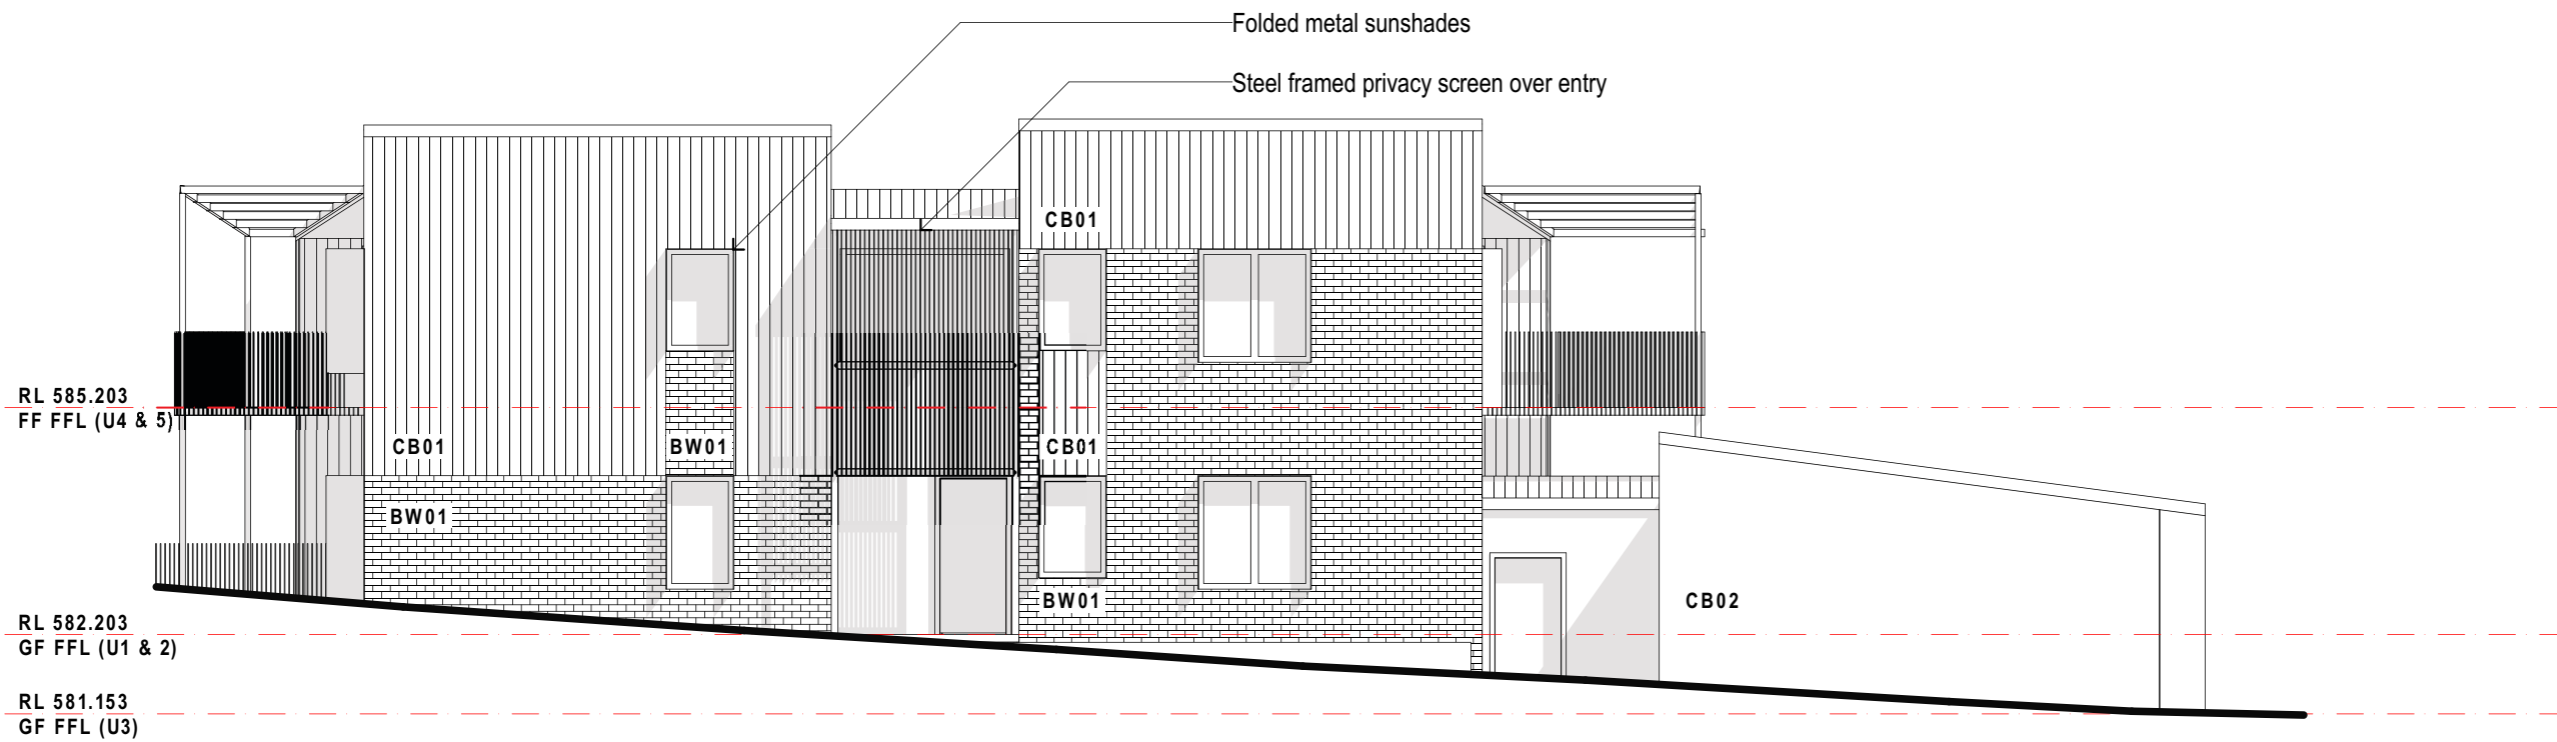 Folded metal sunshades
Steel framed privacy screen over entry
CB01
RL 585.203
FF FFL (U4 & 5)
CB01
BW01
CB01
BW01
BW01
CB02
RL 582.203
GF FFL (U1 & 2)
RL 581.153
GF FFL (U3)